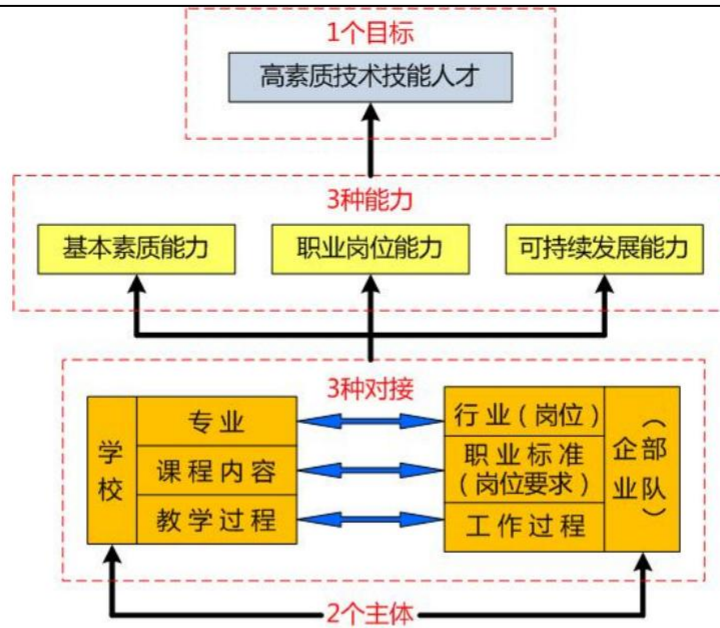 1个目标
高素质技术技能人才
3种能力
基本素质能力
职业岗位能力
可持续发展能力
3种对接
学校
专业
课程内容
教学过程
行业(岗位)
职业标准
(岗位要求)
工作过程
企业
(部队)
2个主体